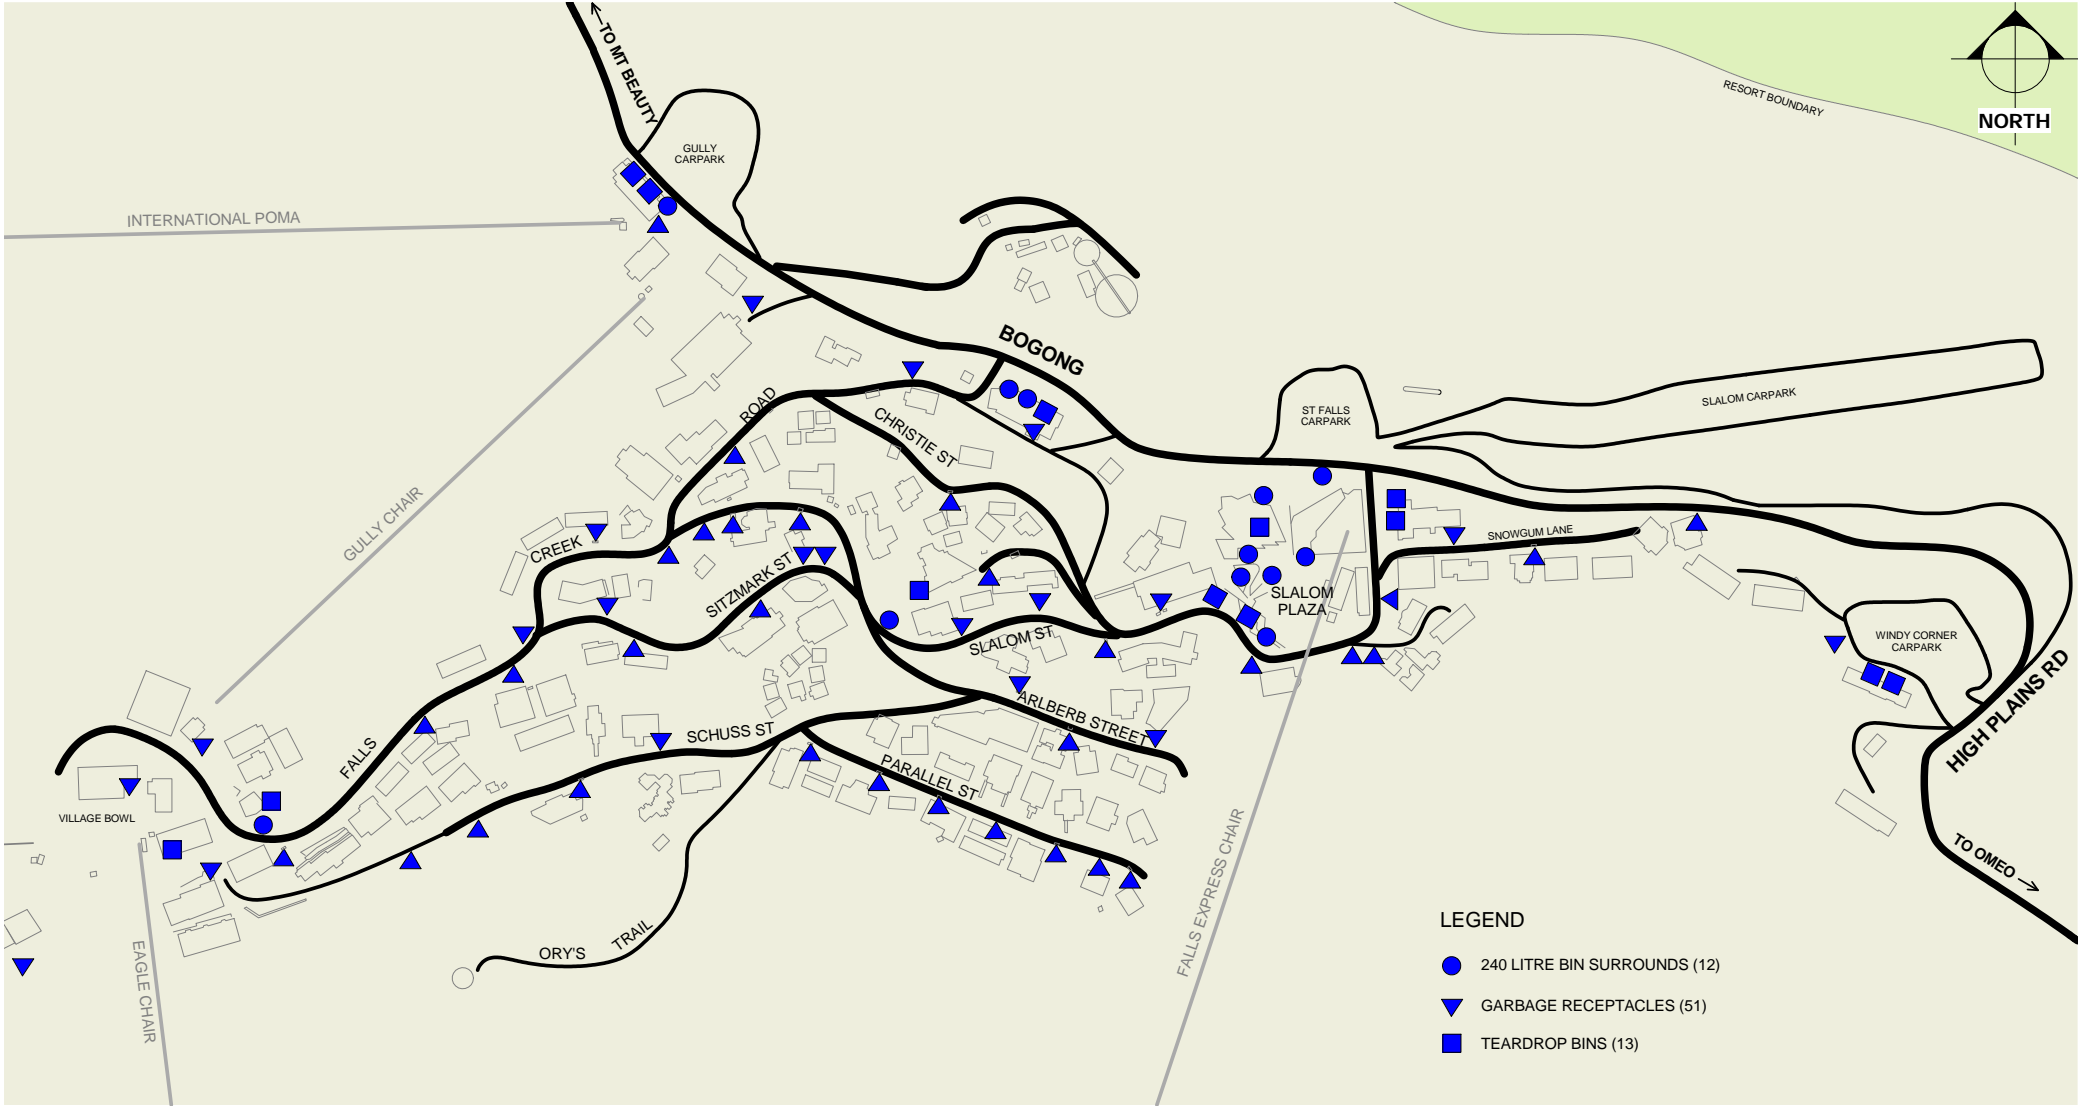 TO MT BEAUTY
RESORT BOUNDARY
NORTH
GULLY
CARPARK
INTERNATIONAL POMA
BOGONG
ROAD
CHRISTIE ST
ST FALLS
CARPARK
SLALOM CARPARK
GULLY CHAIR
CREEK
SITZMARK ST
SNOWGUM LANE
SLALOM
PLAZA
SLALOM ST
WINDY CORNER
CARPARK
HIGH PLAINS RD
ARLBERB STREET
SCHUSS ST
FALLS
PARALLEL ST
VILLAGE BOWL
TO OMEO
FALLS EXPRESS CHAIR
EAGLE CHAIR
ORY'S
TRAIL
LEGEND
240 LITRE BIN SURROUNDS (12)
GARBAGE RECEPTACLES (51)
TEARDROP BINS (13)